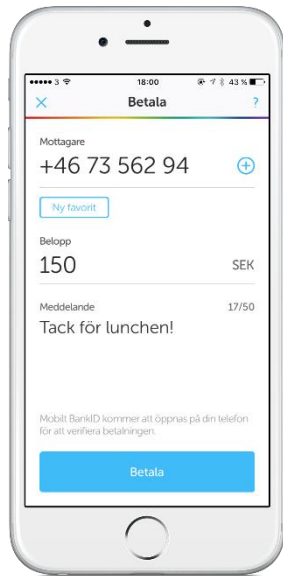 3 18:00 43 %
Betala ?
Mottagare
+46 73 562 94
Ny favorit
Belopp
150 SEK
Meddelande 17/50
Tack för lunchen!
Mobilt BankID kommer att öppnas på din telefon
för att verifiera betalningen.
Betala